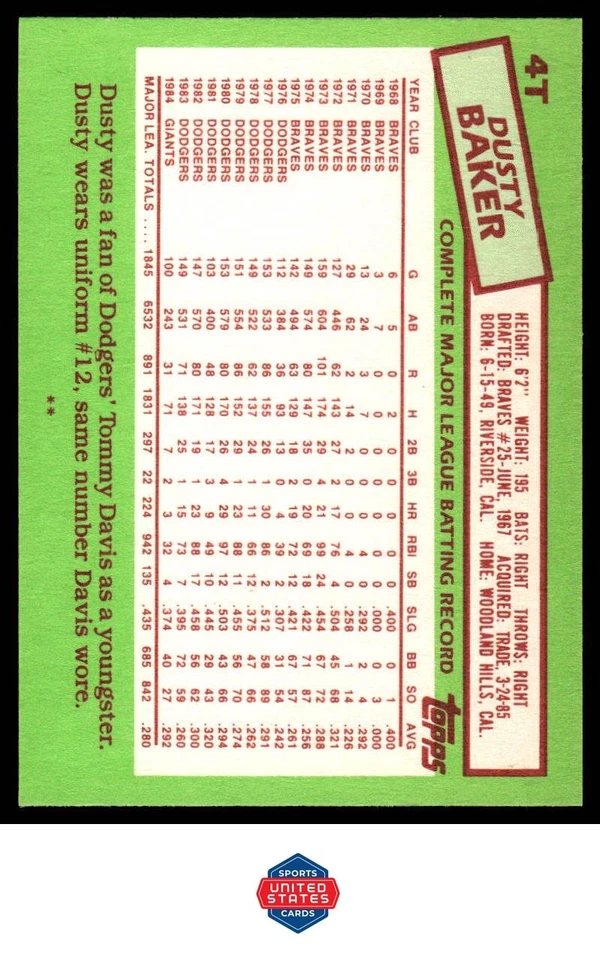 4T
DUSTY
BAKER
HEIGHT: 6'2" WEIGHT: 195 BATS: RIGHT THROWS: RIGHT
DRAFTED: BRAVES #25-JUNE, 1967 ACQUIRED: TRADE, 3-24-85
BORN: 6-15-49, RIVERSIDE, CAL. HOME: WOODLAND HILLS, CAL.
COMPLETE MAJOR LEAGUE BATTING RECORD topps
YEAR CLUB G AB R H 2B 3B HR RBI SB SLG BB SO AVG
1968 BRAVES 6 5 0 2 0 0 0 0 0 .400 0 1 .400
1969 BRAVES 3 7 0 0 0 0 0 0 0 .000 0 3 .000
1970 BRAVES 13 24 3 7 0 0 0 4 0 .292 2 4 .292
1971 BRAVES 29 62 2 14 2 0 0 4 0 .258 1 14 .226
1972 BRAVES 127 446 62 143 27 2 17 76 4 .504 45 68 .321
1973 BRAVES 159 604 101 174 29 4 21 99 24 .454 67 72 .288
1974 BRAVES 149 574 80 147 35 0 20 69 18 .422 71 87 .256
1975 BRAVES 142 494 63 129 18 2 19 72 12 .421 67 57 .261
1976 DODGERS 112 384 36 93 13 0 4 39 2 .307 31 54 .242
1977 DODGERS 153 533 86 155 26 1 30 86 2 .512 58 89 .291
1978 DODGERS 149 522 62 137 24 1 11 66 12 .375 47 66 .262
1979 DODGERS 151 554 86 152 29 1 23 88 11 .455 56 70 .274
1980 DODGERS 153 579 80 170 26 4 29 97 12 .503 43 66 .294
1981 DODGERS 103 400 48 128 17 3 9 49 10 .445 29 43 .320
1982 DODGERS 147 570 80 171 19 1 23 88 17 .458 56 62 .300
1983 DODGERS 149 531 71 138 25 1 15 73 7 .395 72 59 .260
1984 GIANTS 100 243 31 71 7 2 3 32 4 .374 40 27 .292
MAJOR LEA. TOTALS .... 1845 6532 891 1831 297 22 224 942 135 .435 685 842 .280
Dusty was a fan of Dodgers' Tommy Davis as a youngster.
Dusty wears uniform #12, same number Davis wore.
**
SPORTS
UNITED
STATES
CARDS